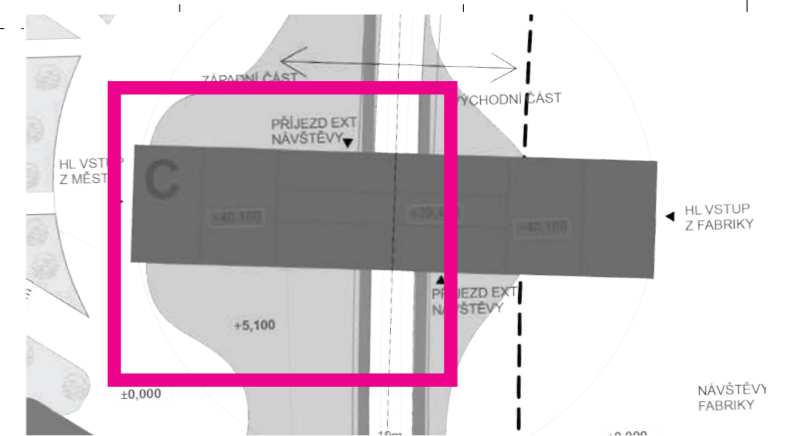 ZÁPADNÍ ČÁST
VÝCHODNÍ ČÁST
PŘÍJEZD EXT
NÁVŠTĚVY
HL VSTUP
Z MĚST
C
+40,100
+40,100
HL VSTUP
Z FABRIKY
PŘÍJEZD EXT
NÁVŠTĚVY
+5,100
±0,000
NÁVŠTĚVY
FABRIKY